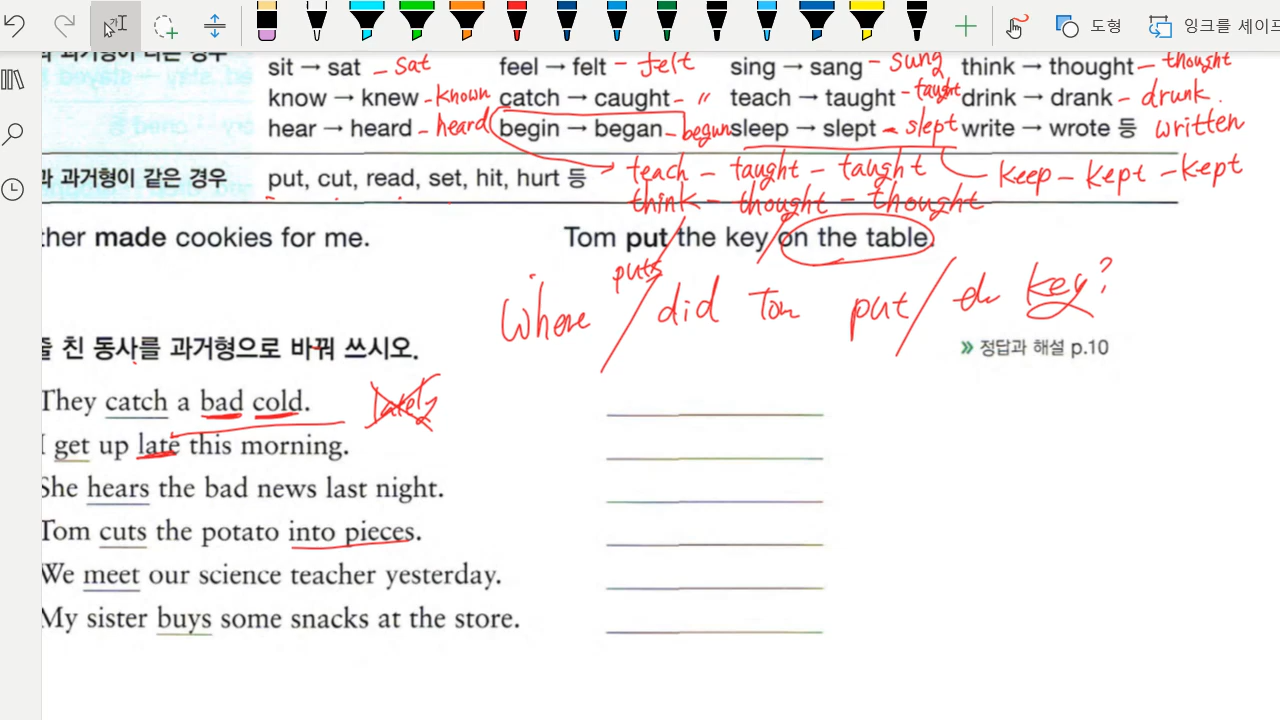 도형 잉크를 셰이프
과 과거형이 다른 경우
sit → sat - sat feel → felt - felt sing → sang - sung think → thought - thought
know → knew - known catch → caught - 〃 teach → taught - taught drink → drank - drunk.
hear → heard - heard begin → began - begun sleep → slept - slept write → wrote 등 written
과 과거형이 같은 경우 put, cut, read, set, hit, hurt 등 teach - taught - taught keep - kept - kept
think - thought - thought
ther made cookies for me. Tom put the key on the table.
puts
Where / did Tom put / the key?
줄 친 동사를 과거형으로 바꿔 쓰시오. » 정답과 해설 p.10
They catch a bad cold. lately
I get up late this morning.
She hears the bad news last night.
Tom cuts the potato into pieces.
We meet our science teacher yesterday.
My sister buys some snacks at the store.